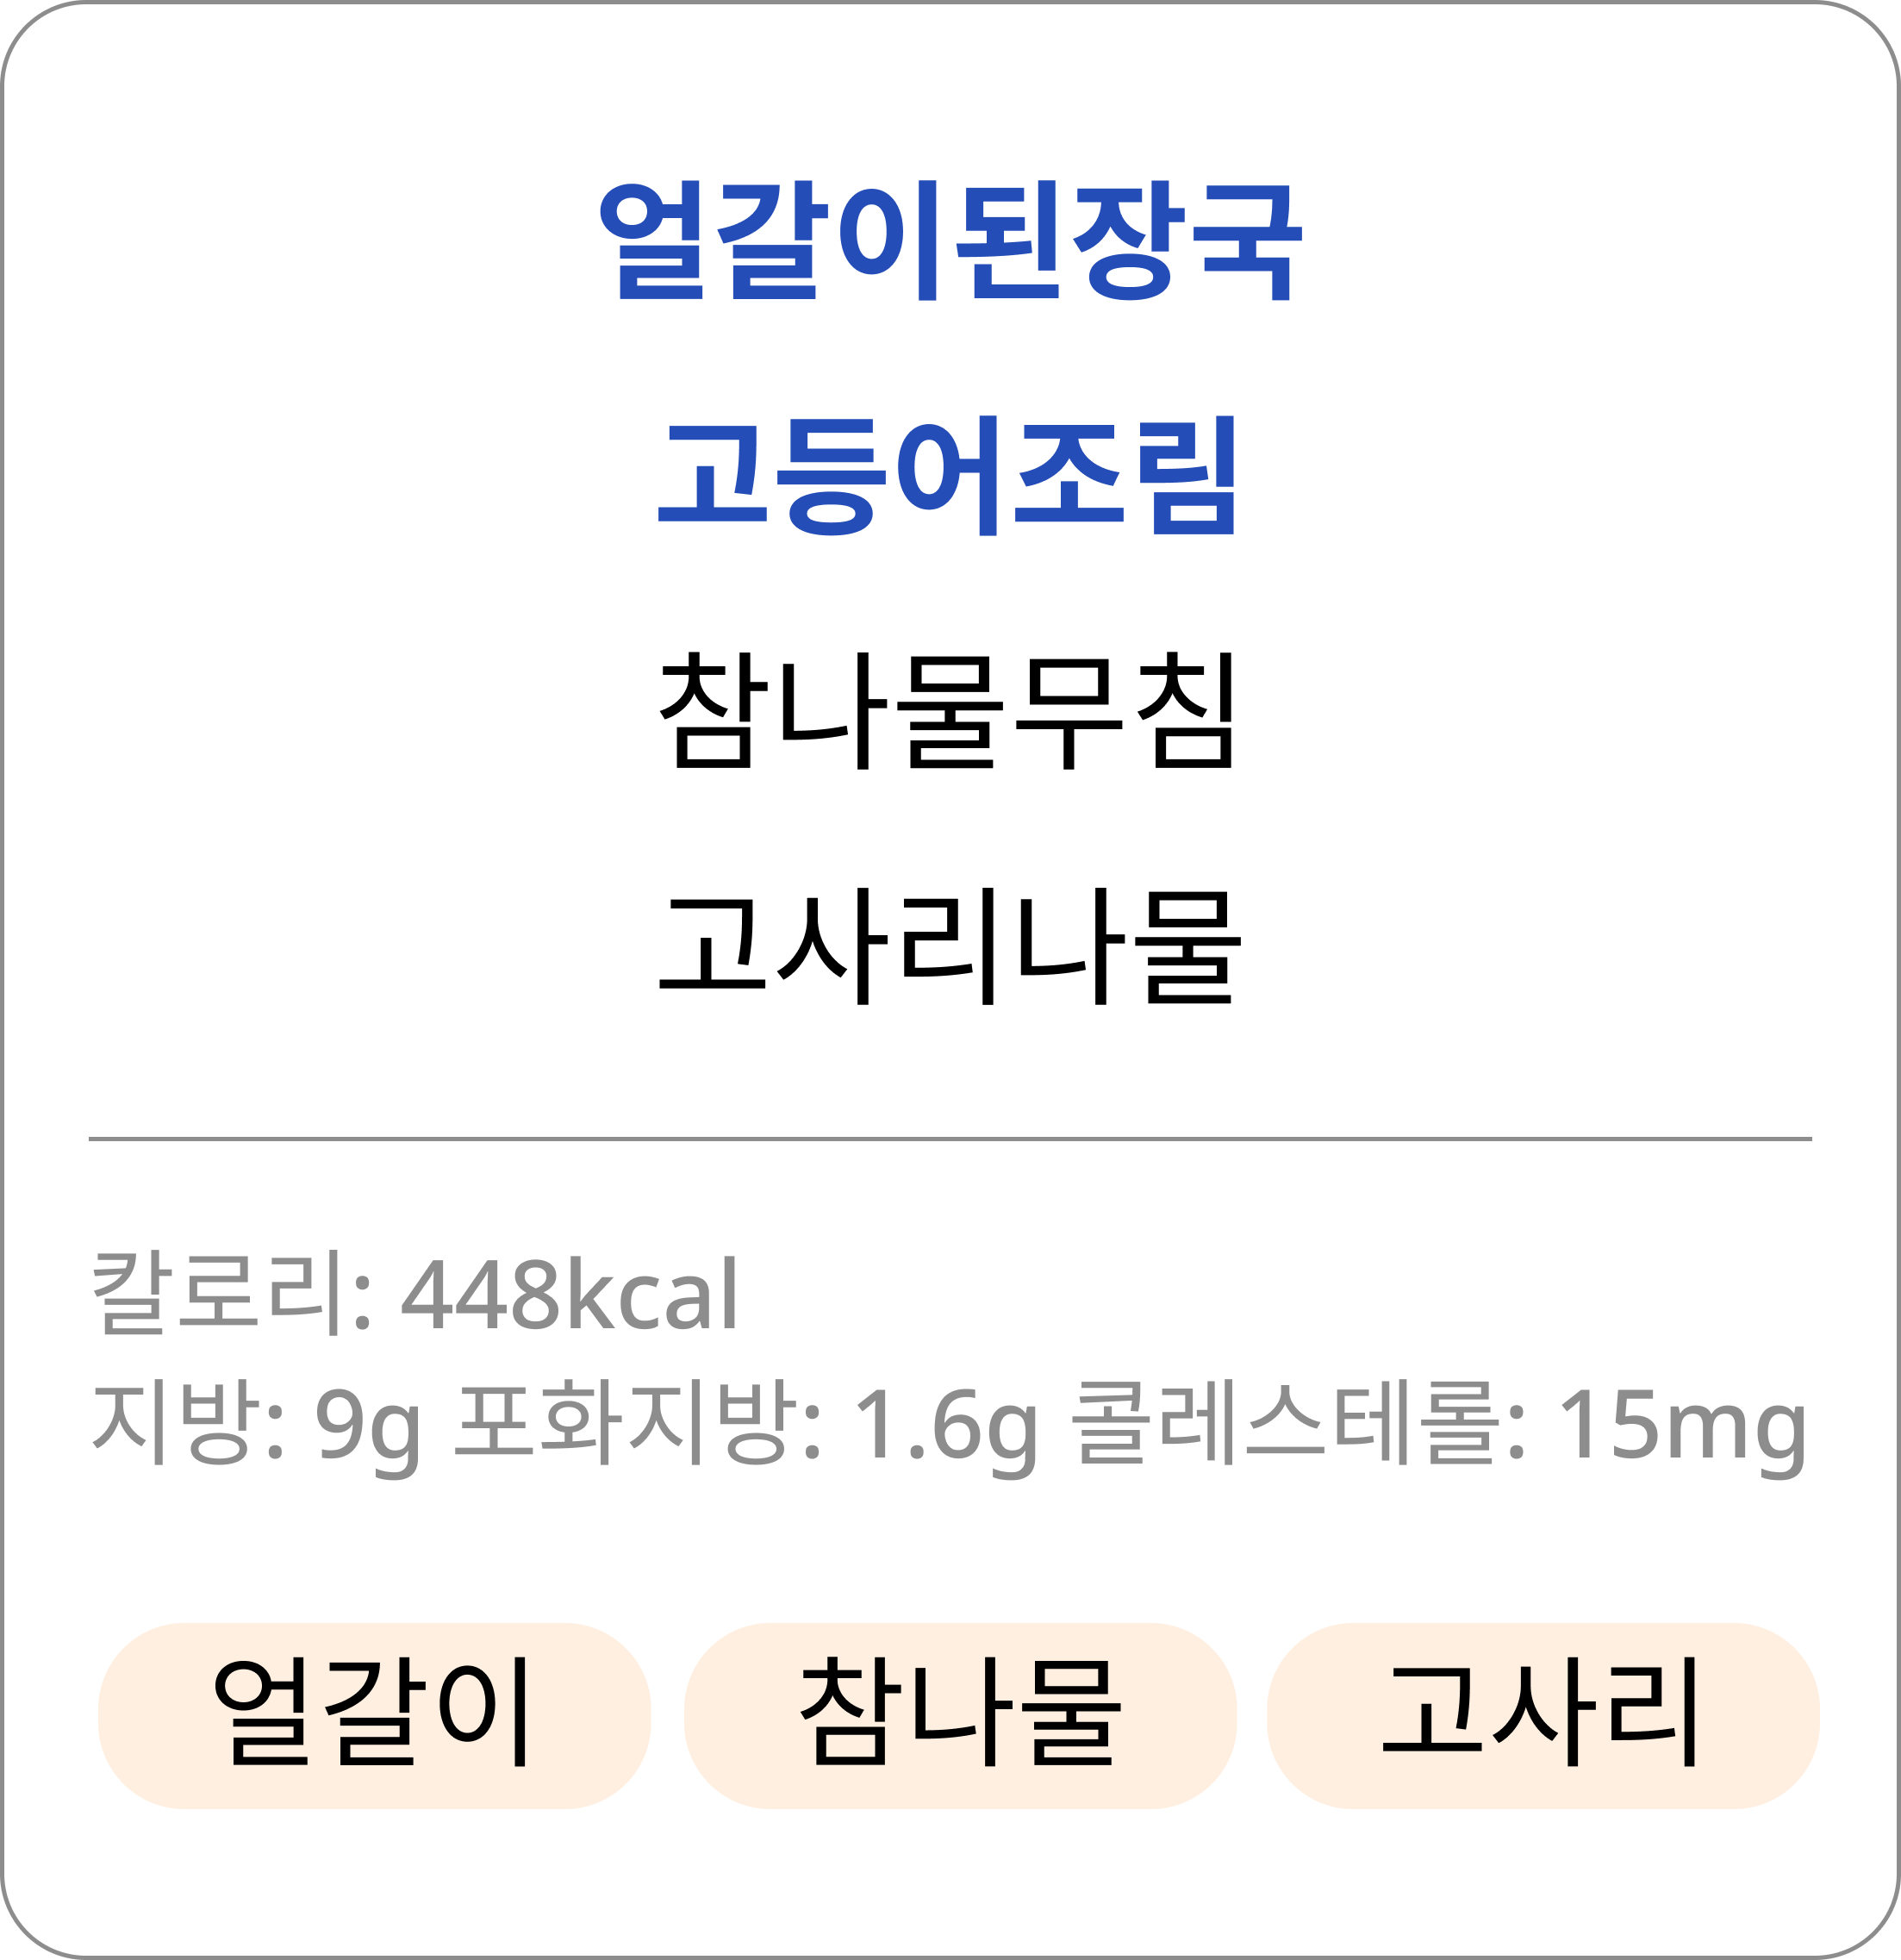 얼갈이된장국
고등어조림
참나물무침
고사리나물
칼로리: 448kcal
지방: 9g 포화지방: 1.6g 콜레스테롤: 15mg
얼갈이 참나물 고사리